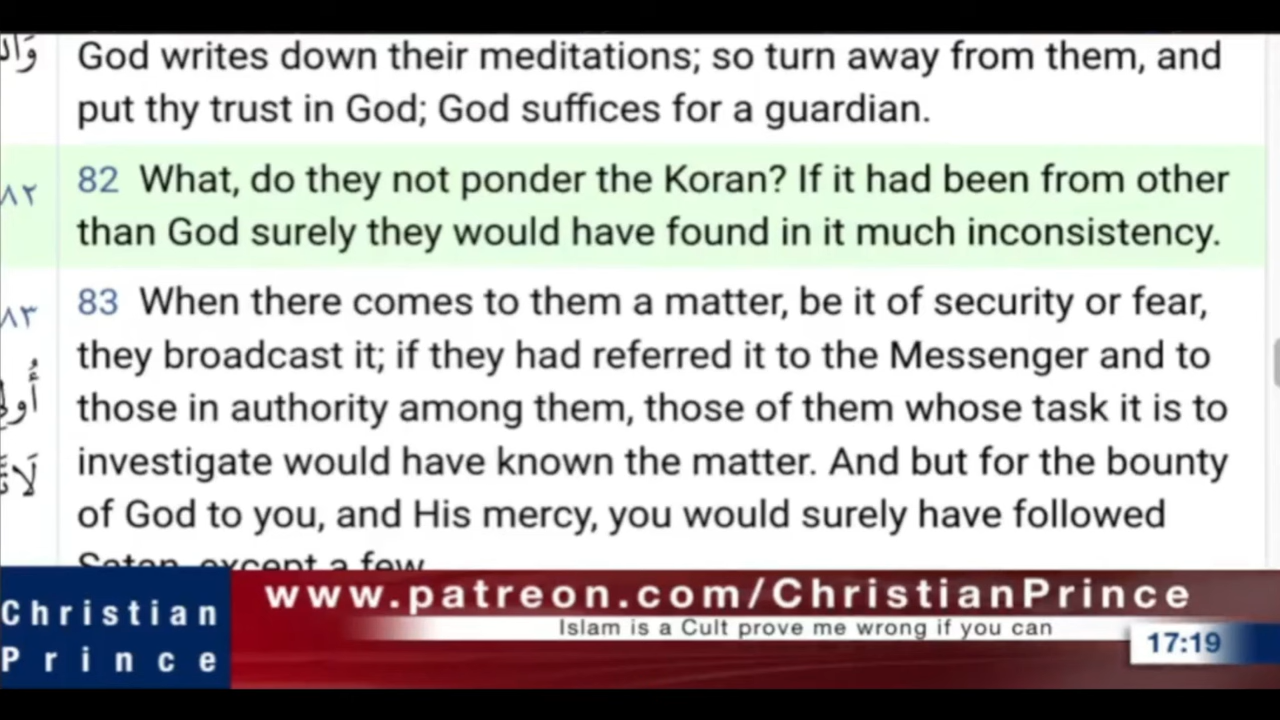 God writes down their meditations; so turn away from them, and
put thy trust in God; God suffices for a guardian.
٨٢
82 What, do they not ponder the Koran? If it had been from other
than God surely they would have found in it much inconsistency.
٨٣
83 When there comes to them a matter, be it of security or fear,
they broadcast it; if they had referred it to the Messenger and to
those in authority among them, those of them whose task it is to
investigate would have known the matter. And but for the bounty
of God to you, and His mercy, you would surely have followed
Satan, except a few.
Christian
Prince
www.patreon.com/ChristianPrince
Islam is a Cult prove me wrong if you can
17:19